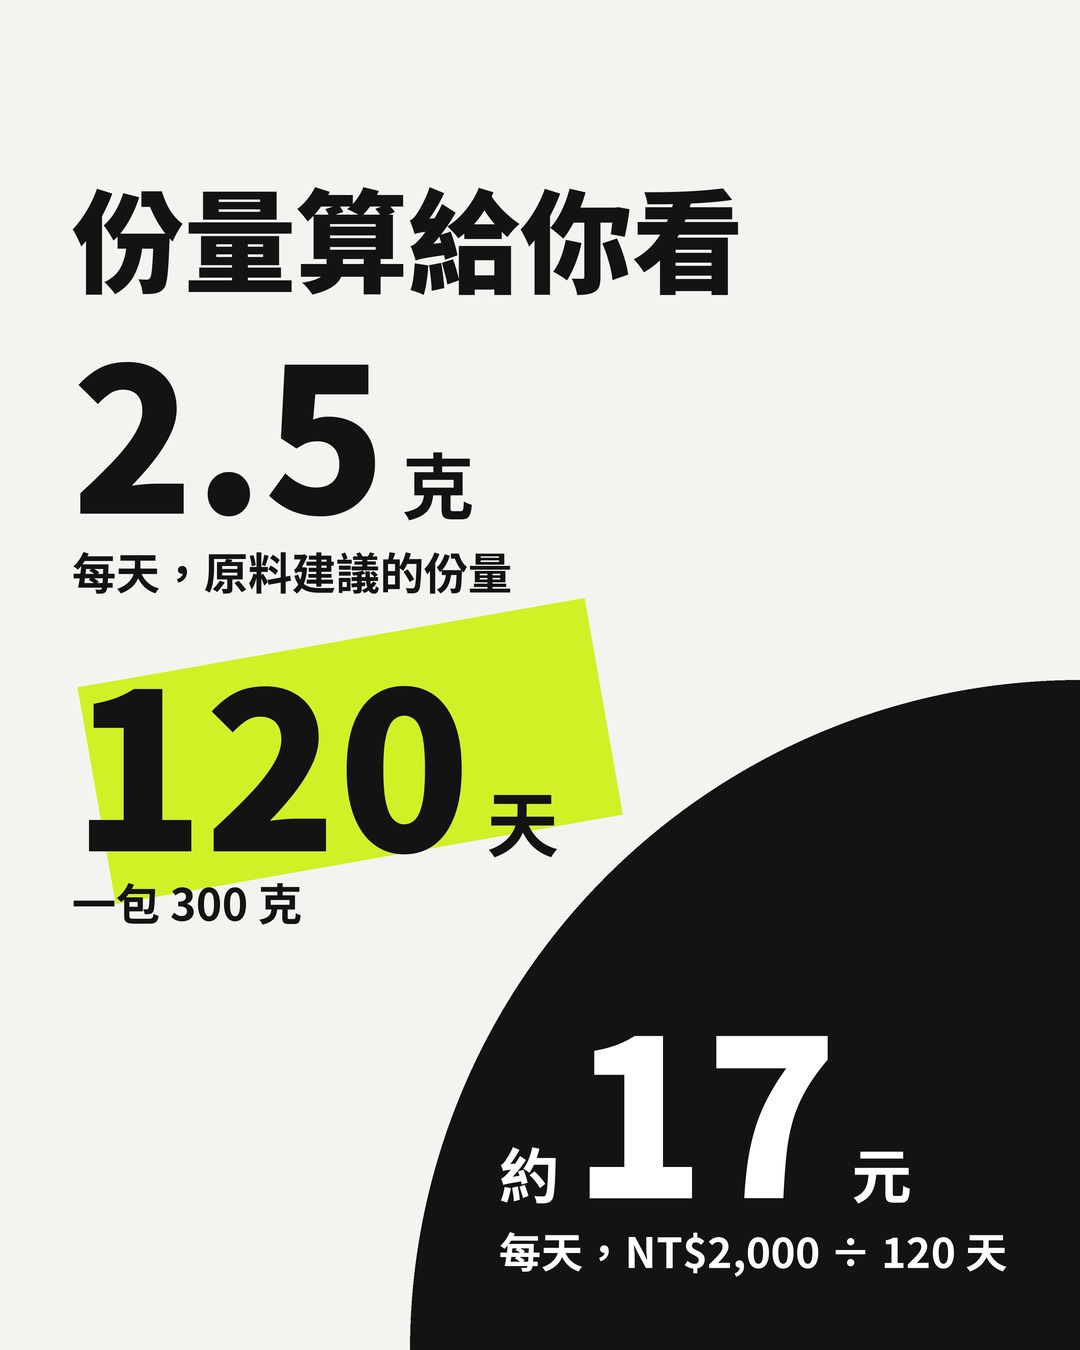 份量算給你看
2.5 克
每天，原料建議的份量
120 天
一包 300 克
約 17 元
每天，NT$2,000 ÷ 120 天